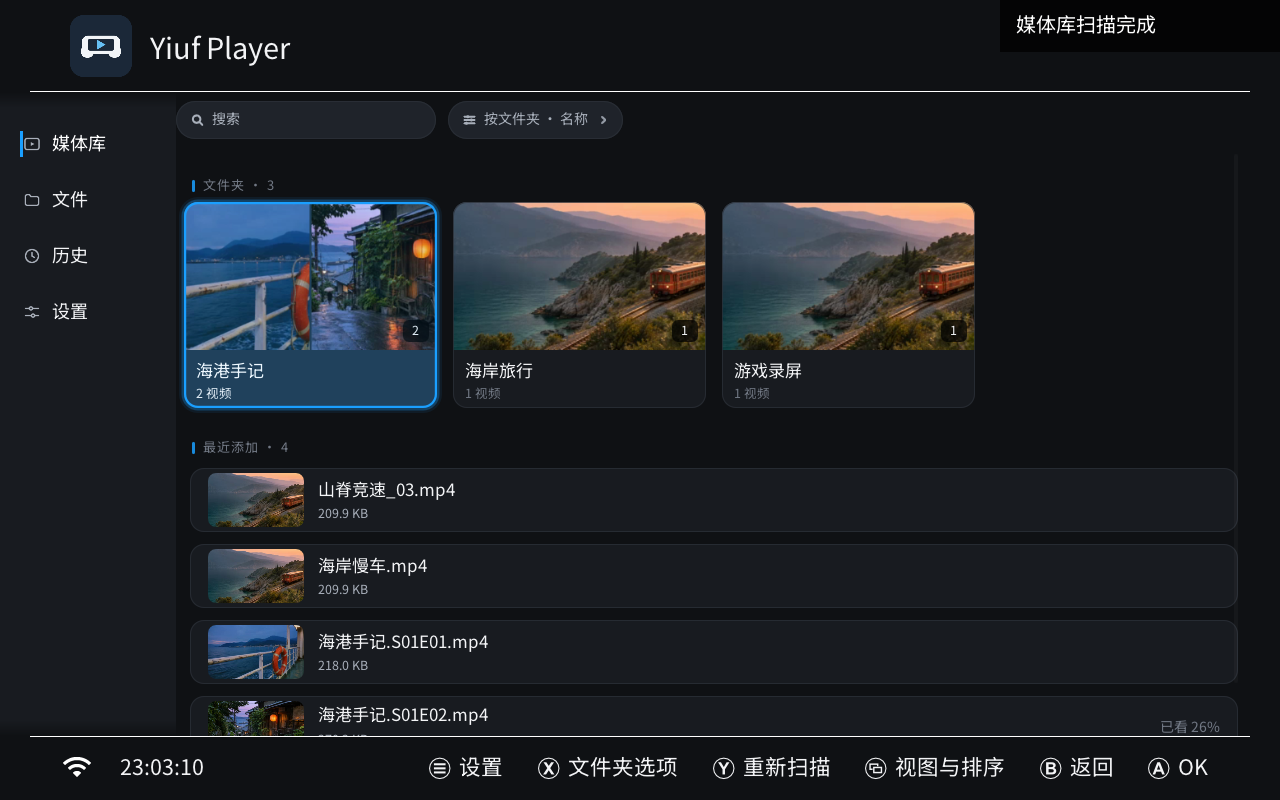 Yiuf Player
媒体库扫描完成
媒体库
文件
历史
设置
搜索
按文件夹 · 名称
文件夹 · 3
2
海港手记
2 视频
1
海岸旅行
1 视频
1
游戏录屏
1 视频
最近添加 · 4
山脊竞速_03.mp4
209.9 KB
海岸慢车.mp4
209.9 KB
海港手记.S01E01.mp4
218.0 KB
海港手记.S01E02.mp4
已看 26%
23:03:10
设置
X 文件夹选项
Y 重新扫描
视图与排序
B 返回
A OK